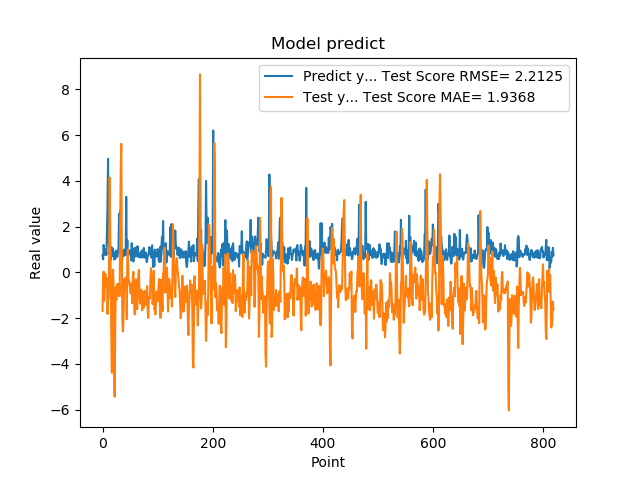 Model predict
Predict y... Test Score RMSE= 2.2125
Test y... Test Score MAE= 1.9368
8
6
4
2
0
−2
−4
−6
Real value
0 200 400 600 800
Point